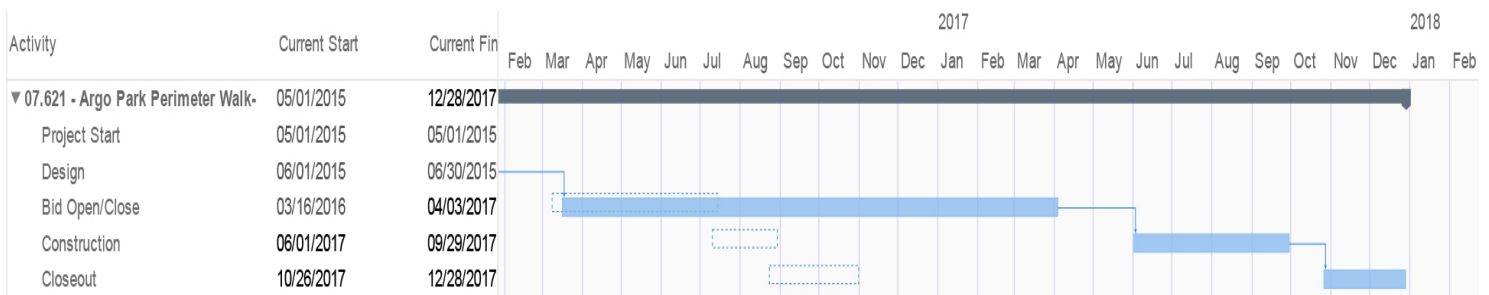 2017 2018
Activity Current Start Current Fin
Feb Mar Apr May Jun Jul Aug Sep Oct Nov Dec Jan Feb Mar Apr May Jun Jul Aug Sep Oct Nov Dec Jan Feb
07.621 - Argo Park Perimeter Walk- 05/01/2015 12/28/2017
Project Start 05/01/2015 05/01/2015
Design 06/01/2015 06/30/2015
Bid Open/Close 03/16/2016 04/03/2017
Construction 06/01/2017 09/29/2017
Closeout 10/26/2017 12/28/2017